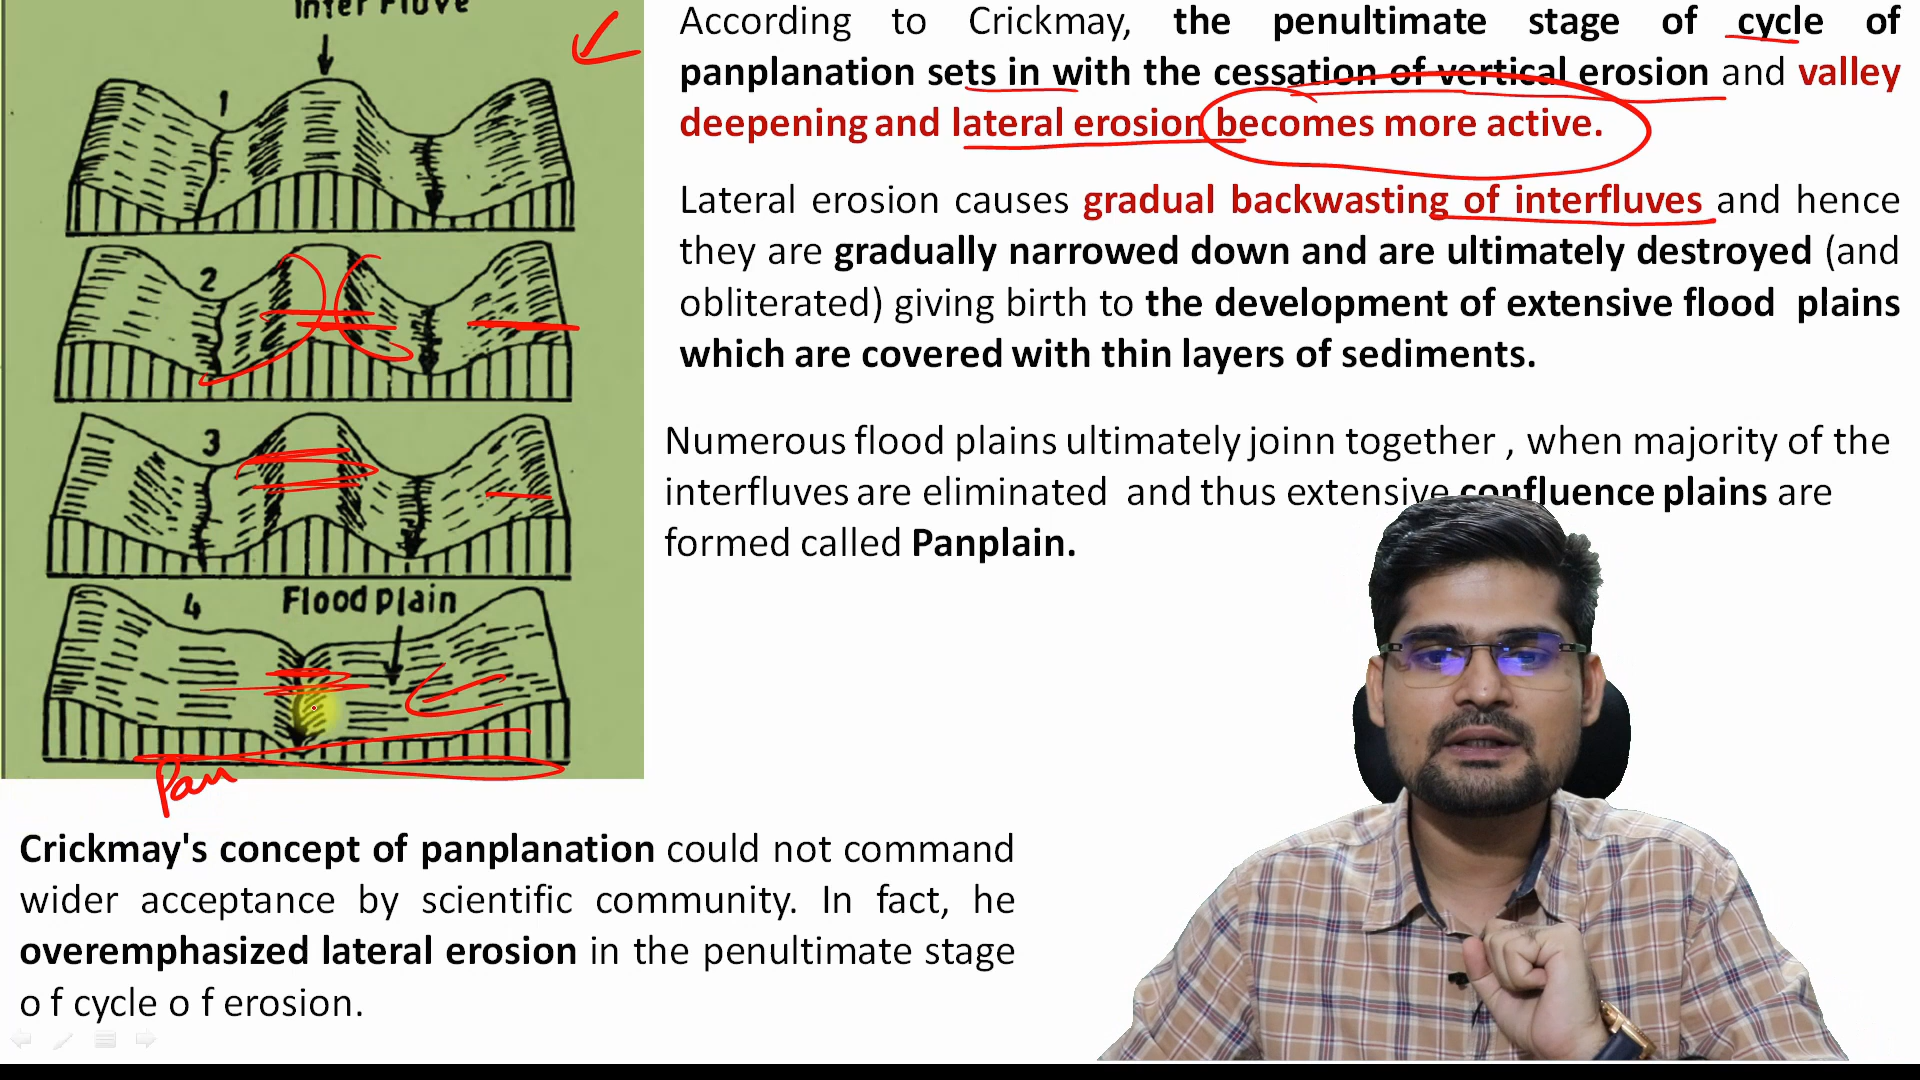 Inter Fluve
1
2
3
4 Flood Plain
Pan
According to Crickmay, the penultimate stage of cycle of
panplanation sets in with the cessation of vertical erosion and valley
deepening and lateral erosion becomes more active.
Lateral erosion causes gradual backwasting of interfluves and hence
they are gradually narrowed down and are ultimately destroyed (and
obliterated) giving birth to the development of extensive flood plains
which are covered with thin layers of sediments.
Numerous flood plains ultimately joinn together , when majority of the
interfluves are eliminated and thus extensive confluence plains are
formed called Panplain.
Crickmay's concept of panplanation could not command
wider acceptance by scientific community. In fact, he
overemphasized lateral erosion in the penultimate stage
o f cycle o f erosion.